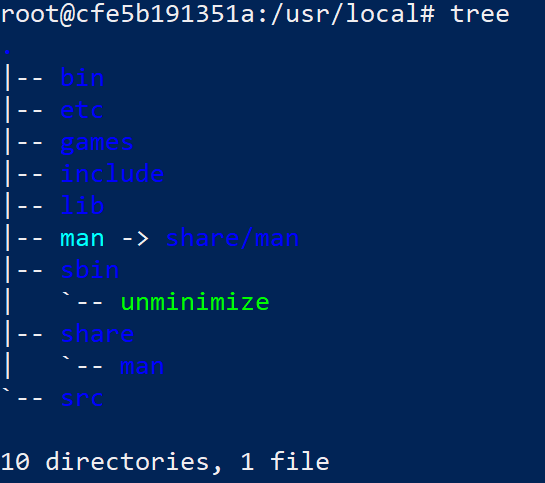 root@cfe5b191351a:/usr/local# tree
.
|-- bin
|-- etc
|-- games
|-- include
|-- lib
|-- man -> share/man
|-- sbin
|   `-- unminimize
|-- share
|   `-- man
`-- src
10 directories, 1 file